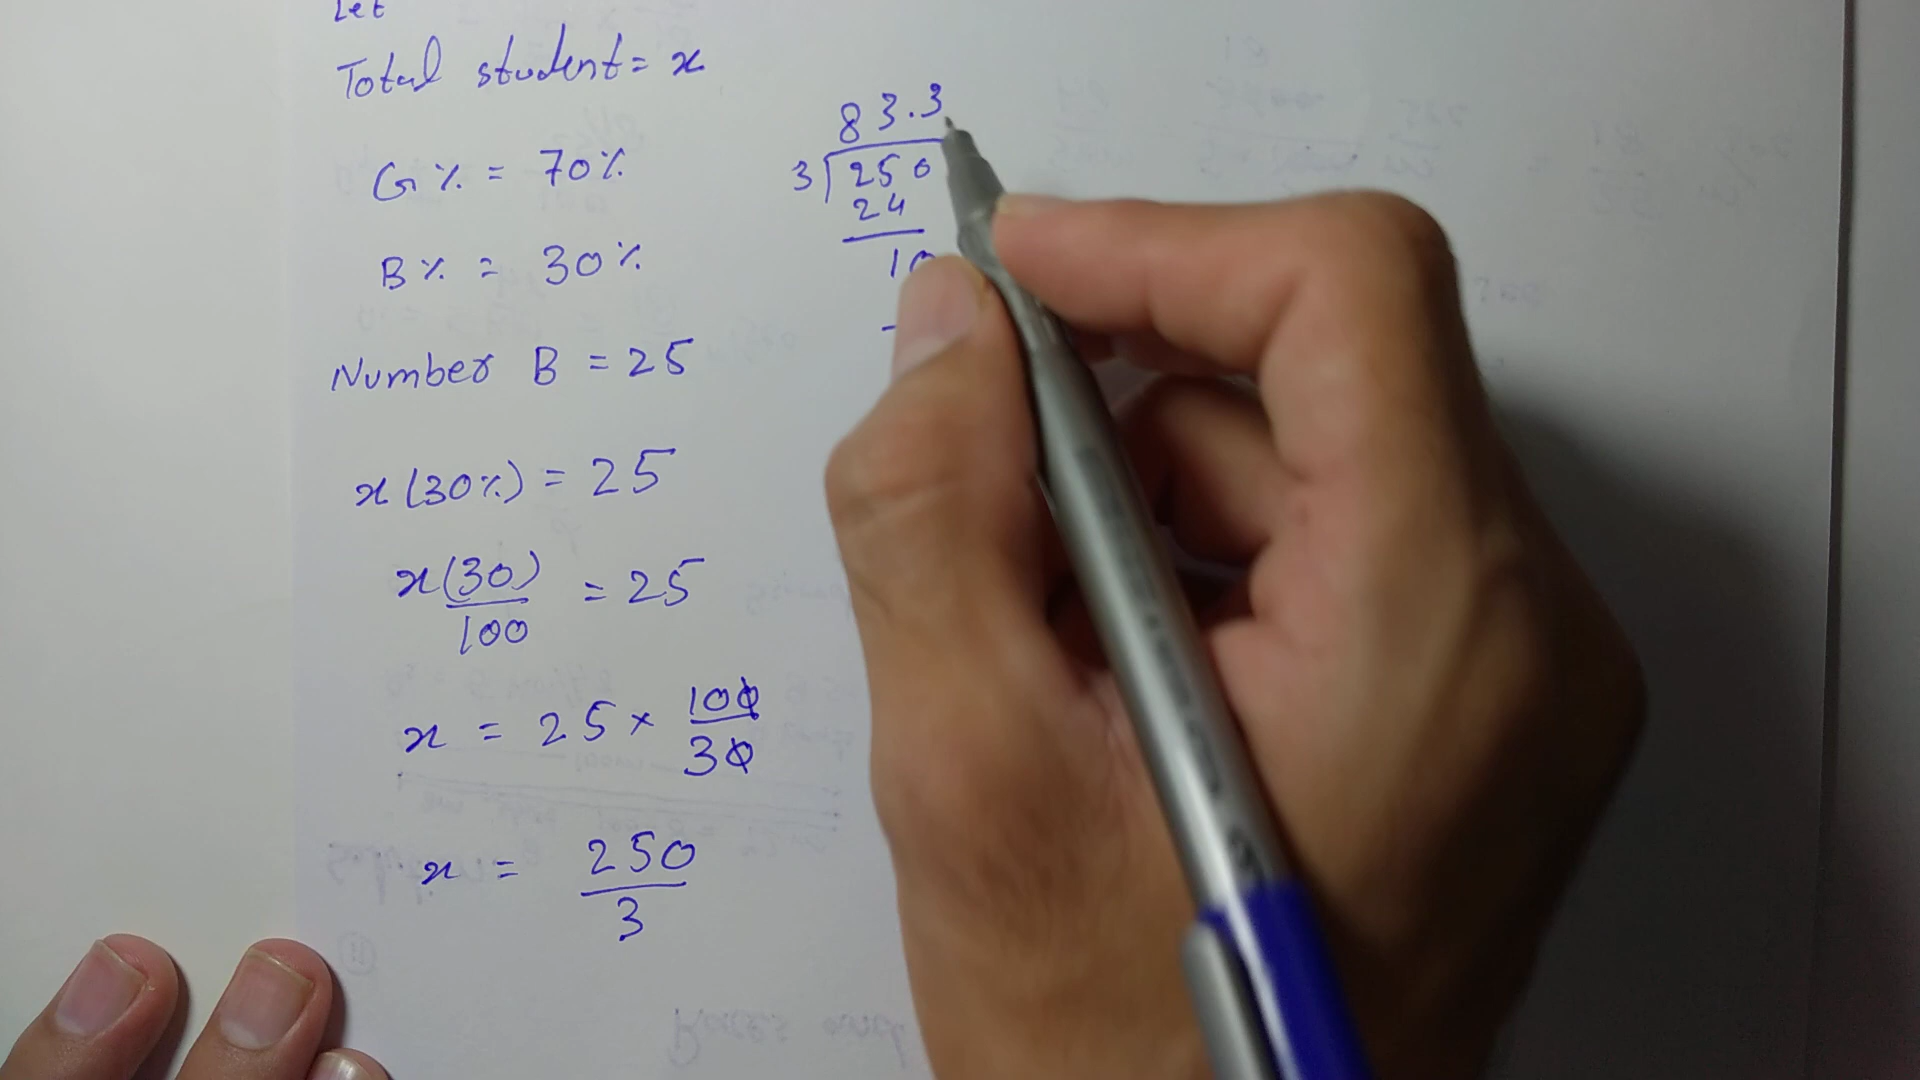 Let
Total student = x
G% = 70%
B% = 30%
Number B = 25
x(30%) = 25
x(30)/100 = 25
x = 25 × 100/30
x = 250/3
83.3
3)250
24
10